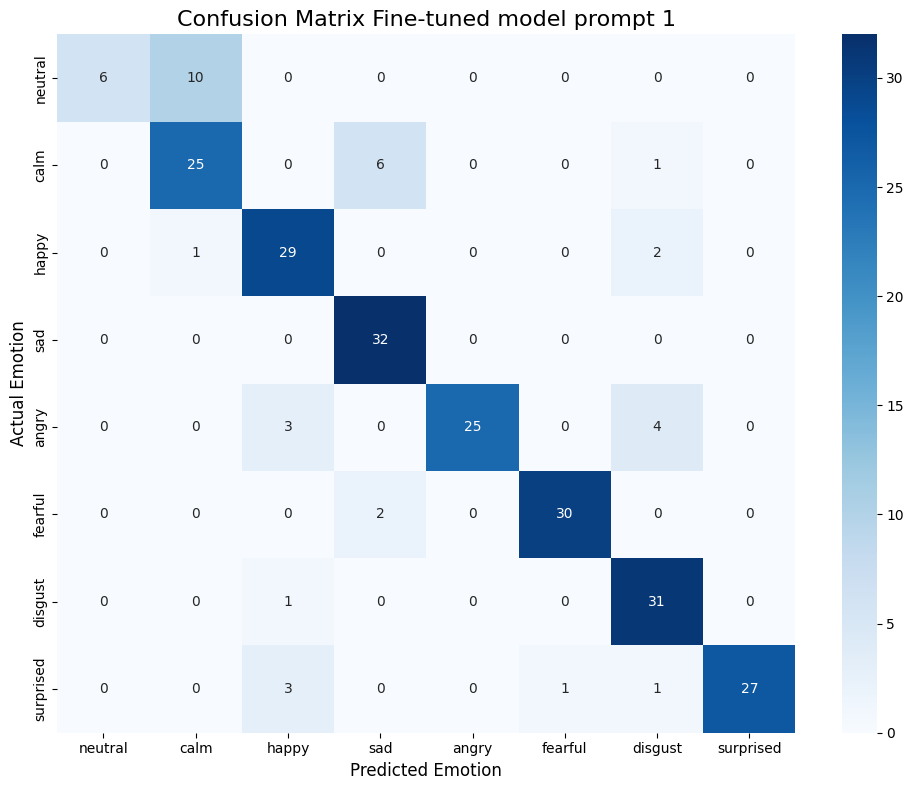 Confusion Matrix Fine-tuned model prompt 1
neutral 6 10 0 0 0 0 0 0
calm 0 25 0 6 0 0 1 0
happy 0 1 29 0 0 0 2 0
sad 0 0 0 32 0 0 0 0
angry 0 0 3 0 25 0 4 0
fearful 0 0 0 2 0 30 0 0
disgust 0 0 1 0 0 0 31 0
surprised 0 0 3 0 0 1 1 27
neutral calm happy sad angry fearful disgust surprised
Predicted Emotion
Actual Emotion
30
25
20
15
10
5
0